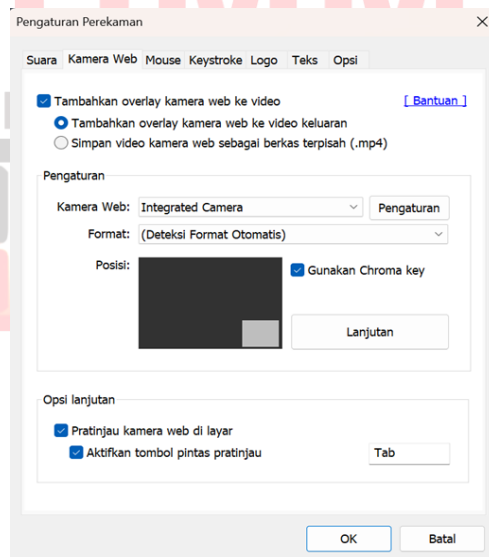 Pengaturan Perekaman
Suara Kamera Web Mouse Keystroke Logo Teks Opsi
Tambahkan overlay kamera web ke video [ Bantuan ]
Tambahkan overlay kamera web ke video keluaran
Simpan video kamera web sebagai berkas terpisah (.mp4)
Pengaturan
Kamera Web: Integrated Camera Pengaturan
Format: (Deteksi Format Otomatis)
Posisi: Gunakan Chroma key
Lanjutan
Opsi lanjutan
Pratinjau kamera web di layar
Aktifkan tombol pintas pratinjau Tab
OK Batal